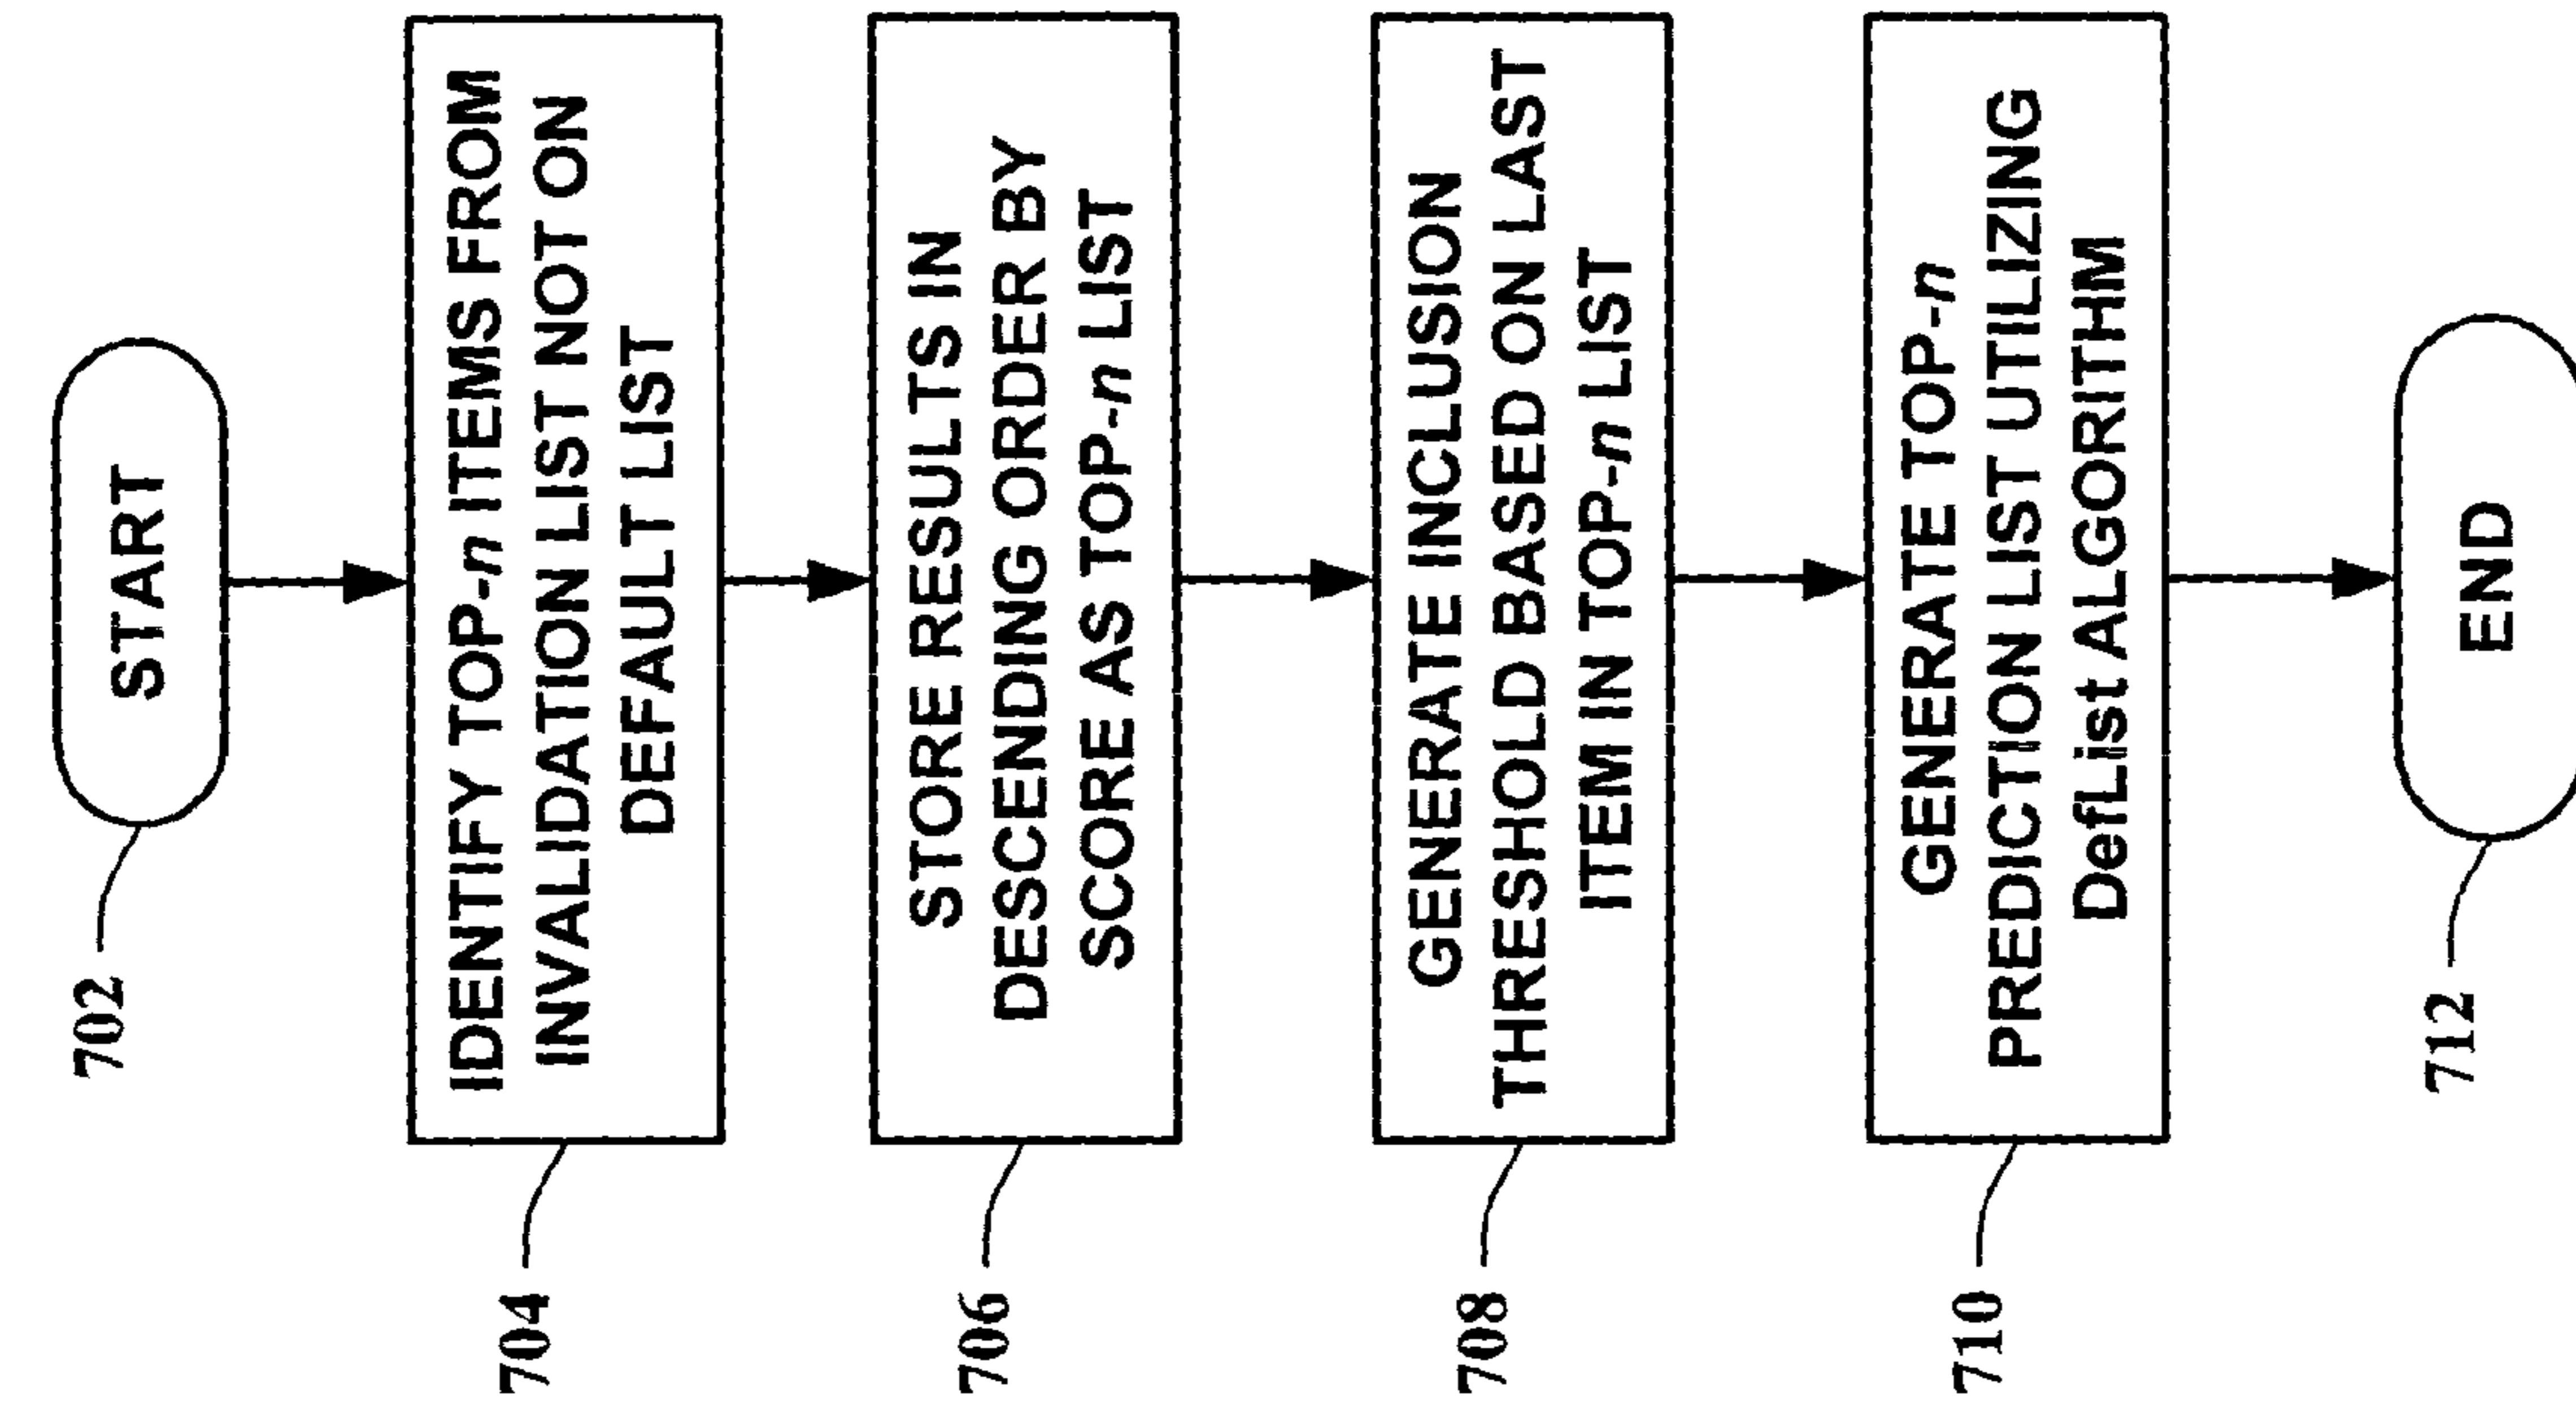 START
702
IDENTIFY TOP-n ITEMS FROM
INVALIDATION LIST NOT ON
DEFAULT LIST
704
STORE RESULTS IN
DESCENDING ORDER BY
SCORE AS TOP-n LIST
706
GENERATE INCLUSION
THRESHOLD BASED ON LAST
ITEM IN TOP-n LIST
708
GENERATE TOP-n
PREDICTION LIST UTILIZING
DefList ALGORITHM
710
END
712